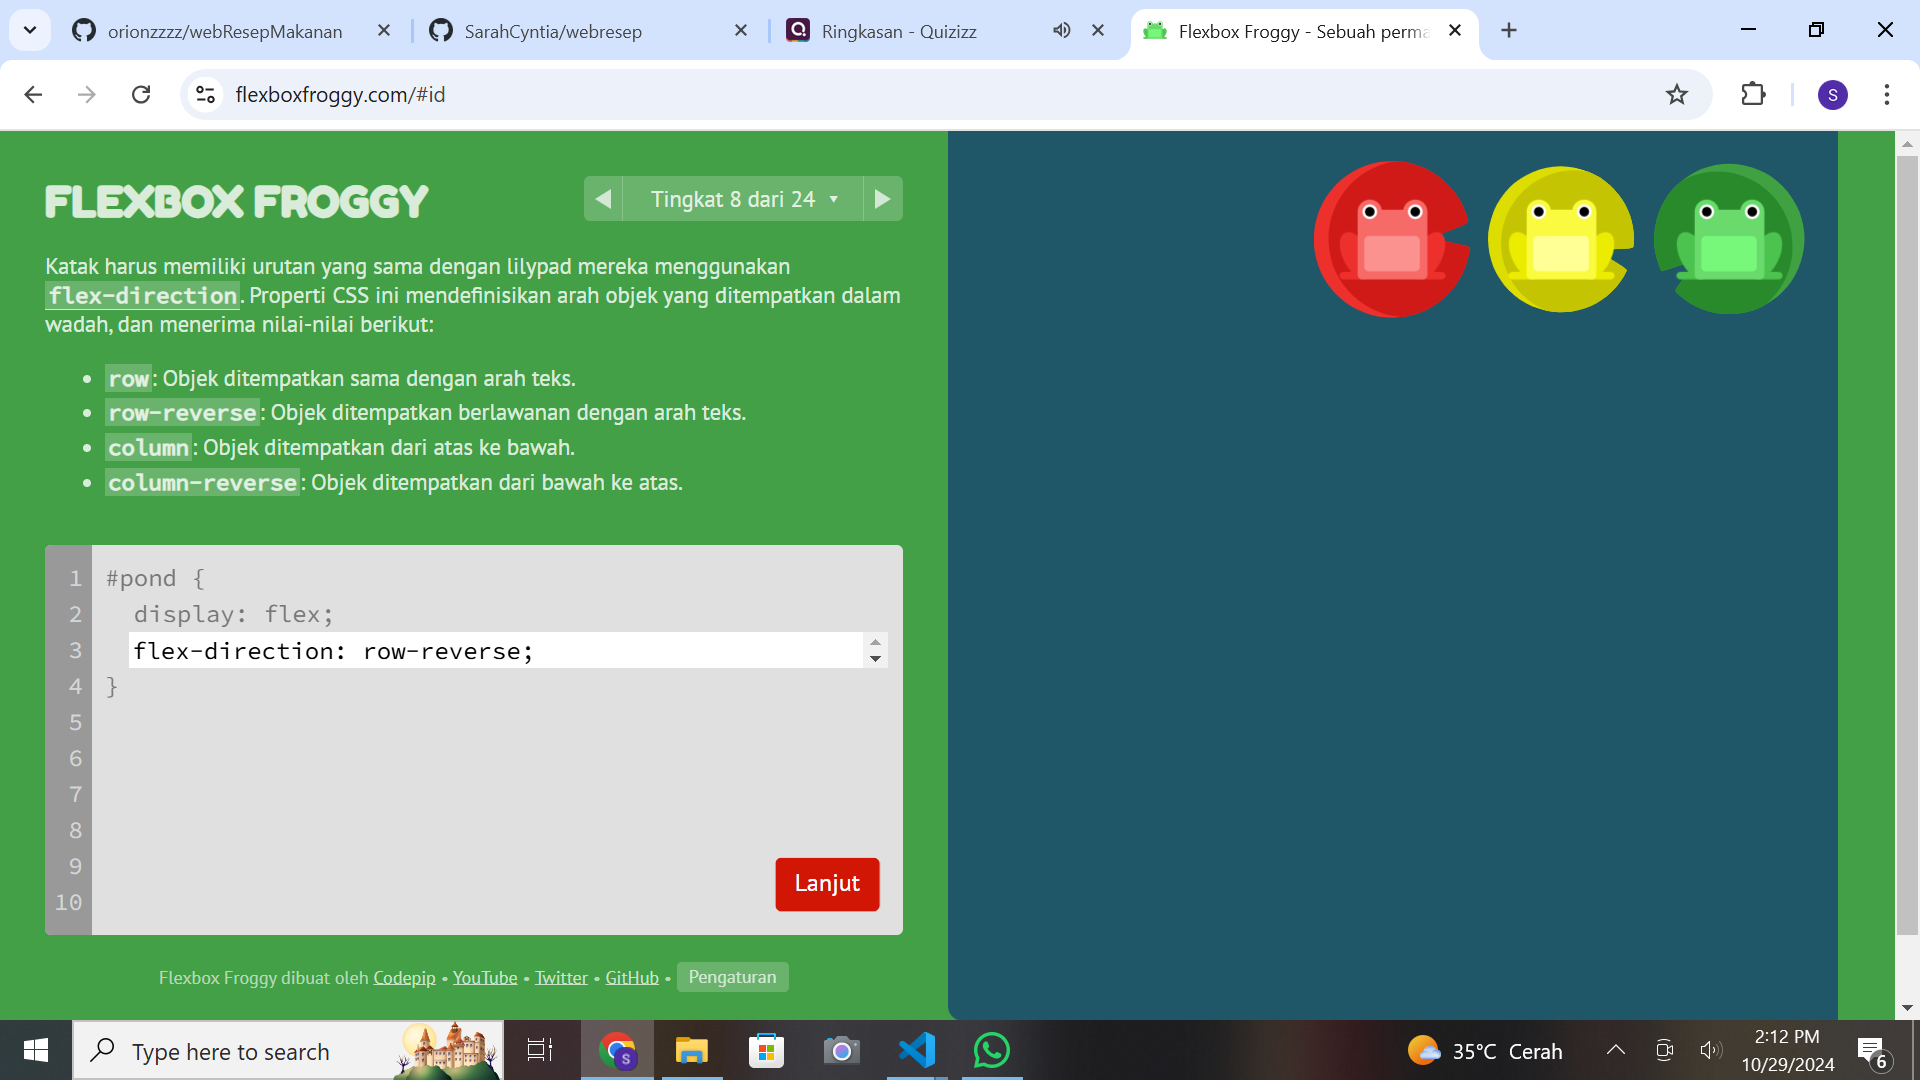 orionzzzz/webResepMakanan
SarahCyntia/webresep
Ringkasan - Quizizz
Flexbox Froggy - Sebuah perma
flexboxfroggy.com/#id
S
FLEXBOX FROGGY
Tingkat 8 dari 24
Katak harus memiliki urutan yang sama dengan lilypad mereka menggunakan
flex-direction. Properti CSS ini mendefinisikan arah objek yang ditempatkan dalam
wadah, dan menerima nilai-nilai berikut:
• row: Objek ditempatkan sama dengan arah teks.
• row-reverse: Objek ditempatkan berlawanan dengan arah teks.
• column: Objek ditempatkan dari atas ke bawah.
• column-reverse: Objek ditempatkan dari bawah ke atas.
1 #pond {
2 display: flex;
3 flex-direction: row-reverse;
4 }
5
6
7
8
9
10
Lanjut
Flexbox Froggy dibuat oleh Codepip • YouTube • Twitter • GitHub • Pengaturan
Type here to search
S
35°C Cerah
2:12 PM
10/29/2024
6